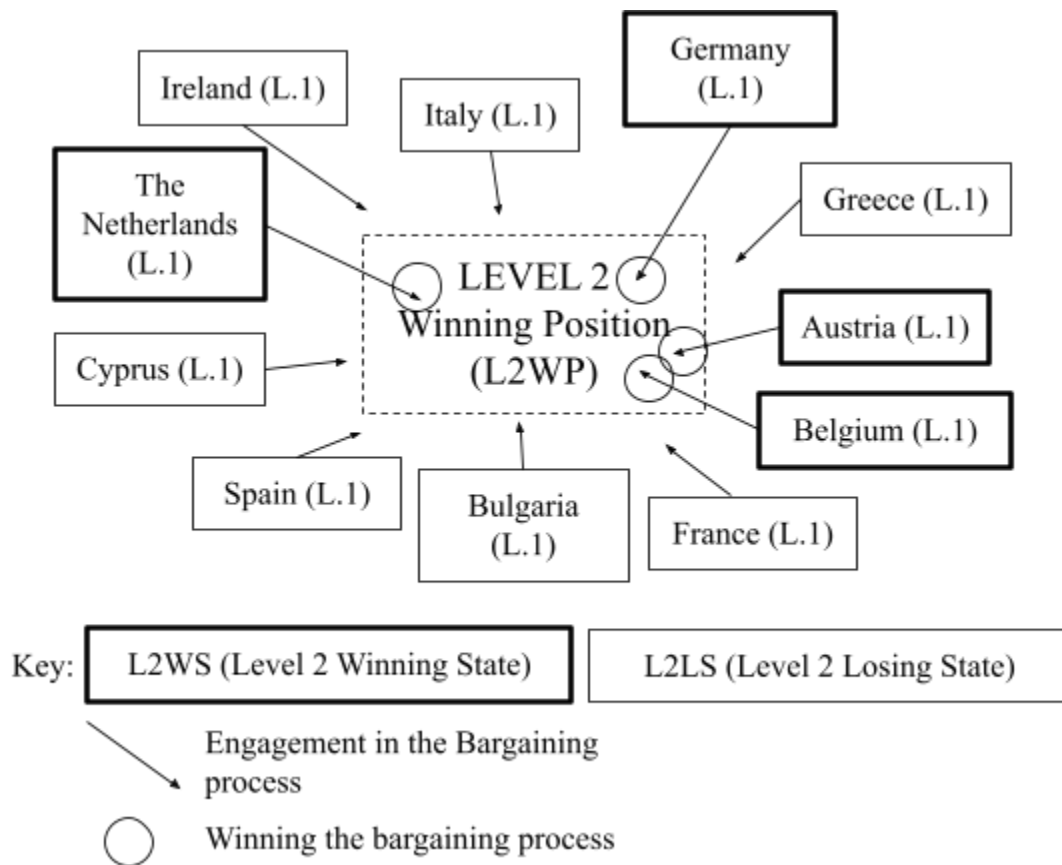 Ireland (L.1)
Italy (L.1)
Germany
(L.1)
The
Netherlands
(L.1)
Greece (L.1)
LEVEL 2
Winning Position
(L2WP)
Austria (L.1)
Cyprus (L.1)
Belgium (L.1)
Spain (L.1)
Bulgaria
(L.1)
France (L.1)
Key:
L2WS (Level 2 Winning State)
L2LS (Level 2 Losing State)
Engagement in the Bargaining
process
Winning the bargaining process